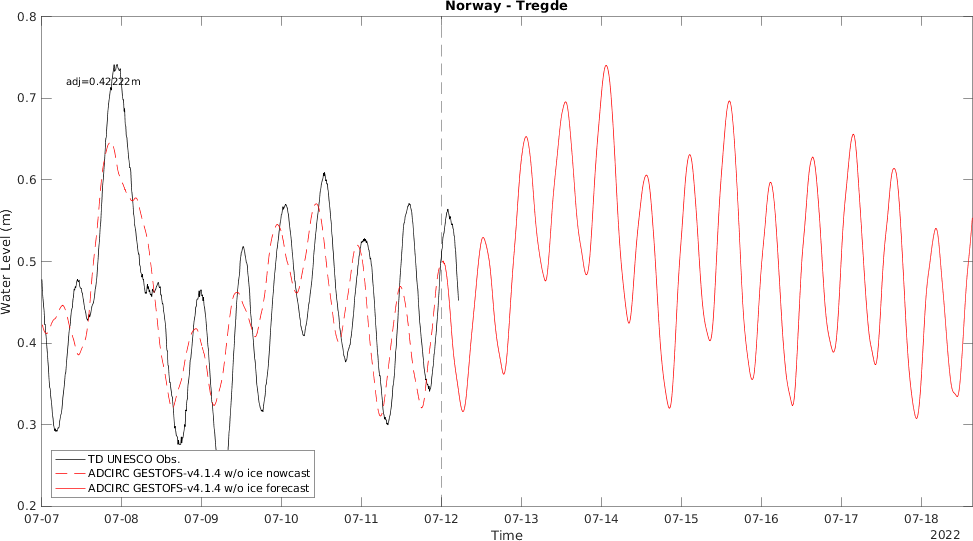 Norway - Tregde
0.8
adj=0.42222m
0.7
0.6
0.5
0.4
0.3
0.2
Water Level (m)
TD UNESCO Obs.
ADCIRC GESTOFS-v4.1.4 w/o ice nowcast
ADCIRC GESTOFS-v4.1.4 w/o ice forecast
07-07 07-08 07-09 07-10 07-11 07-12 07-13 07-14 07-15 07-16 07-17 07-18
Time
2022